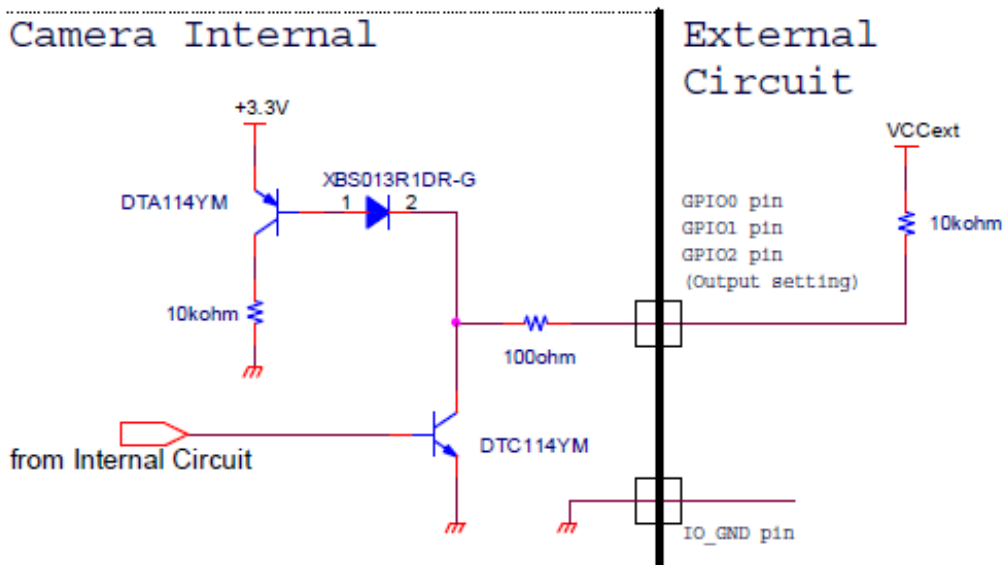 Camera Internal
External
Circuit
+3.3V
VCCext
DTA114YM
XBS013R1DR-G
1
2
GPIO0 pin
GPIO1 pin
GPIO2 pin
(Output setting)
10kohm
10kohm
100ohm
from Internal Circuit
DTC114YM
IO_GND pin